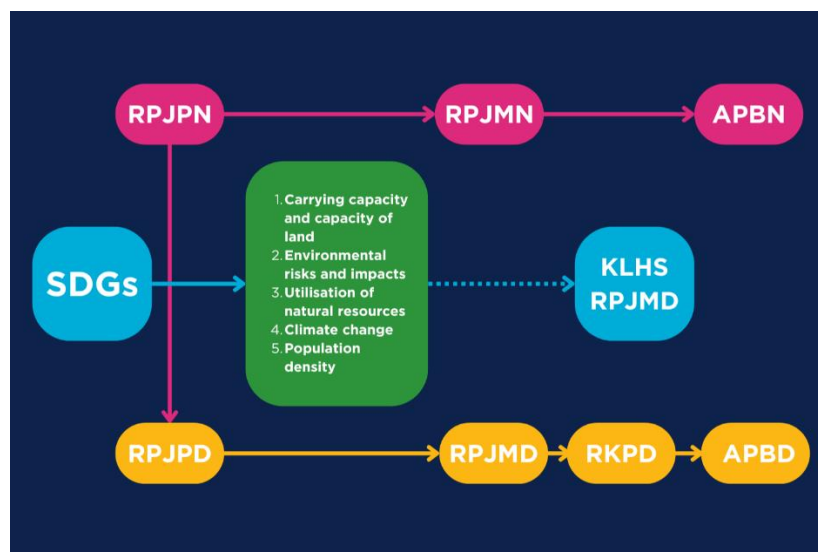 RPJPN
RPJMN
APBN
SDGs
1. Carrying capacity
and capacity of
land
2. Environmental
risks and impacts
3. Utilisation of
natural resources
4. Climate change
5. Population
density
KLHS
RPJMD
RPJPD
RPJMD
RKPD
APBD